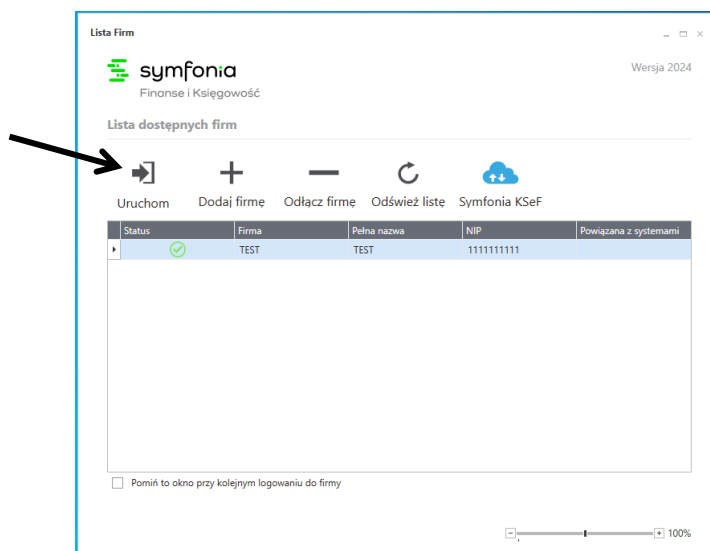 Lista Firm
symfonia
Wersja 2024
Finanse i Księgowość
Lista dostępnych firm
Uruchom Dodaj firmę Odłącz firmę Odśwież listę Symfonia KSeF
Status Firma Pełna nazwa NIP Powiązana z systemami
TEST TEST 1111111111
Pomiń to okno przy kolejnym logowaniu do firmy
100%